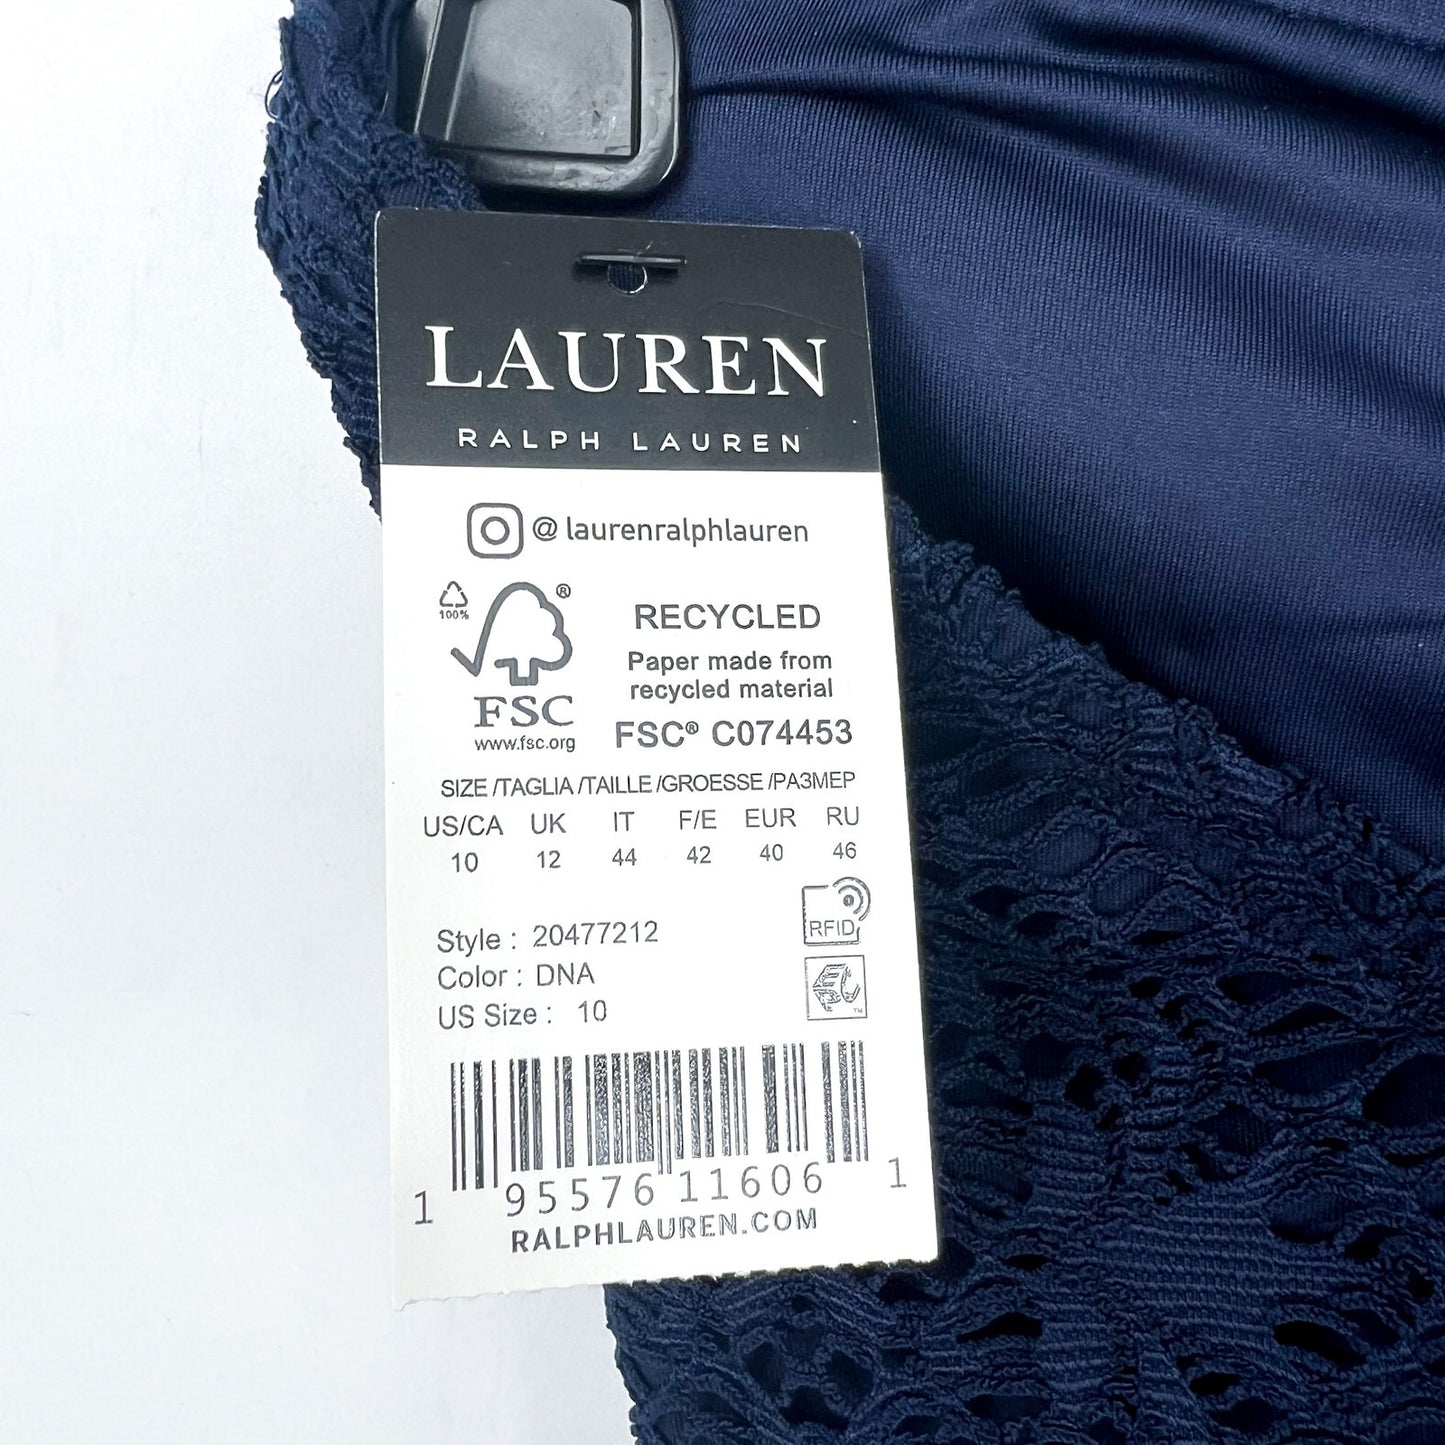 LAUREN
RALPH LAUREN
@ laurenralphlauren
100%
®
FSC
www.fsc.org
RECYCLED
Paper made from
recycled material
FSC® C074453
SIZE /TAGLIA /TAILLE /GROESSE /РАЗМЕР
US/CA UK IT F/E EUR RU
10 12 44 42 40 46
RFID
Style : 20477212
Color : DNA
US Size : 10
TM
1 95576 11606 1
RALPHLAUREN.COM